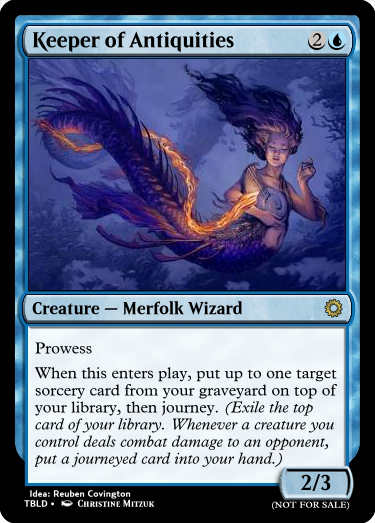 Keeper of Antiquities 2
Creature — Merfolk Wizard
Prowess
When this enters play, put up to one target
sorcery card from your graveyard on top of
your library, then journey. (Exile the top
card of your library. Whenever a creature you
control deals combat damage to an opponent,
put a journeyed card into your hand.)
2/3
Idea: Reuben Covington
TBLD • Christine Mitzuk
(NOT FOR SALE)